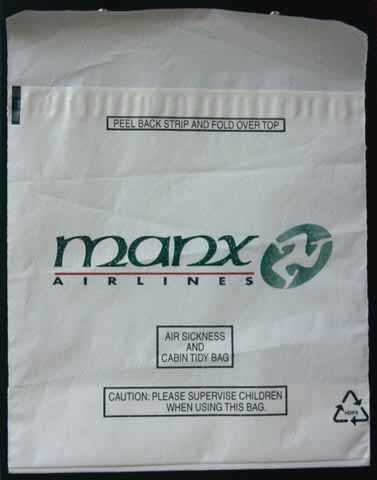 PEEL BACK STRIP AND FOLD OVER TOP
manx
AIRLINES
AIR SICKNESS
AND
CABIN TIDY BAG
CAUTION: PLEASE SUPERVISE CHILDREN
WHEN USING THIS BAG.
HDPE